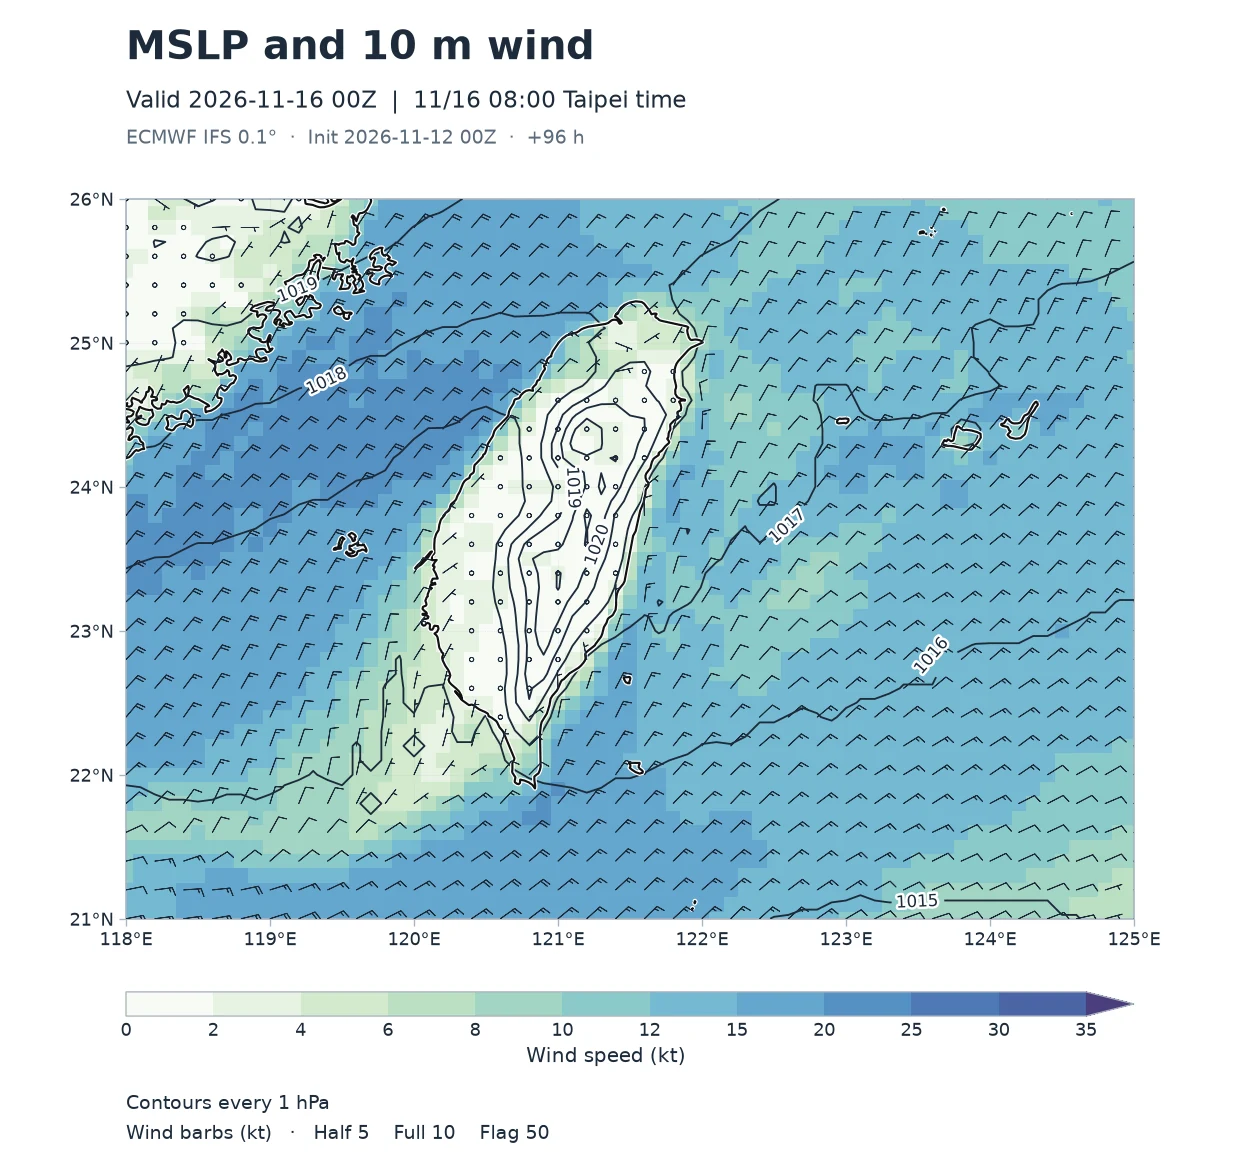 MSLP and 10 m wind
Valid 2026-11-16 00Z | 11/16 08:00 Taipei time
ECMWF IFS 0.1° · Init 2026-11-12 00Z · +96 h
26°N
25°N
24°N
23°N
22°N
21°N
1019
1018
1019
1020
1017
1016
1015
118°E 119°E 120°E 121°E 122°E 123°E 124°E 125°E
0 2 4 6 8 10 12 15 20 25 30 35
Wind speed (kt)
Contours every 1 hPa
Wind barbs (kt) · Half 5 Full 10 Flag 50